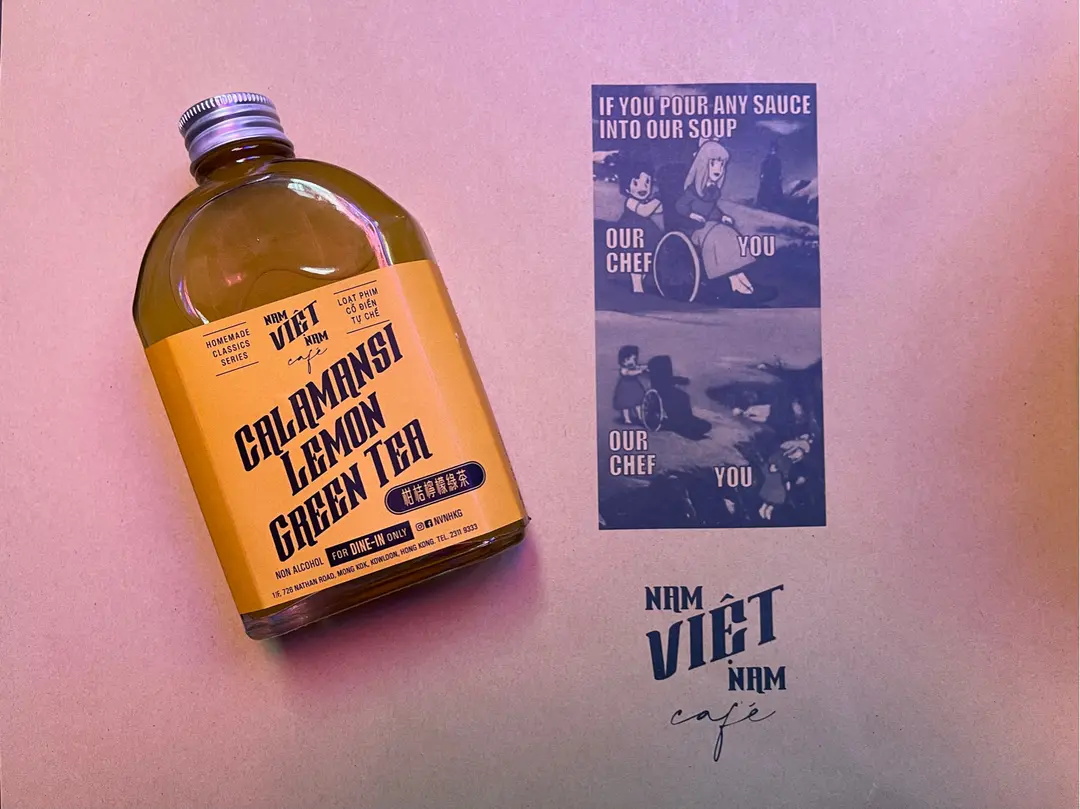 HOMEMADE
CLASSICS
SERIES
NAM
VIỆT
NAM
café
LOẠT PHIM
CỔ ĐIỂN
TỰ CHẾ
CALAMANSI
LEMON
GREEN TEA
柑桔檸檬綠茶
NON ALCOHOL FOR DINE-IN ONLY NVNHKG
1/F, 728 NATHAN ROAD, MONG KOK, KOWLOON, HONG KONG. TEL. 2311 9333
IF YOU POUR ANY SAUCE
INTO OUR SOUP
OUR
CHEF
YOU
OUR
CHEF
YOU
NAM
VIỆT
NAM
café